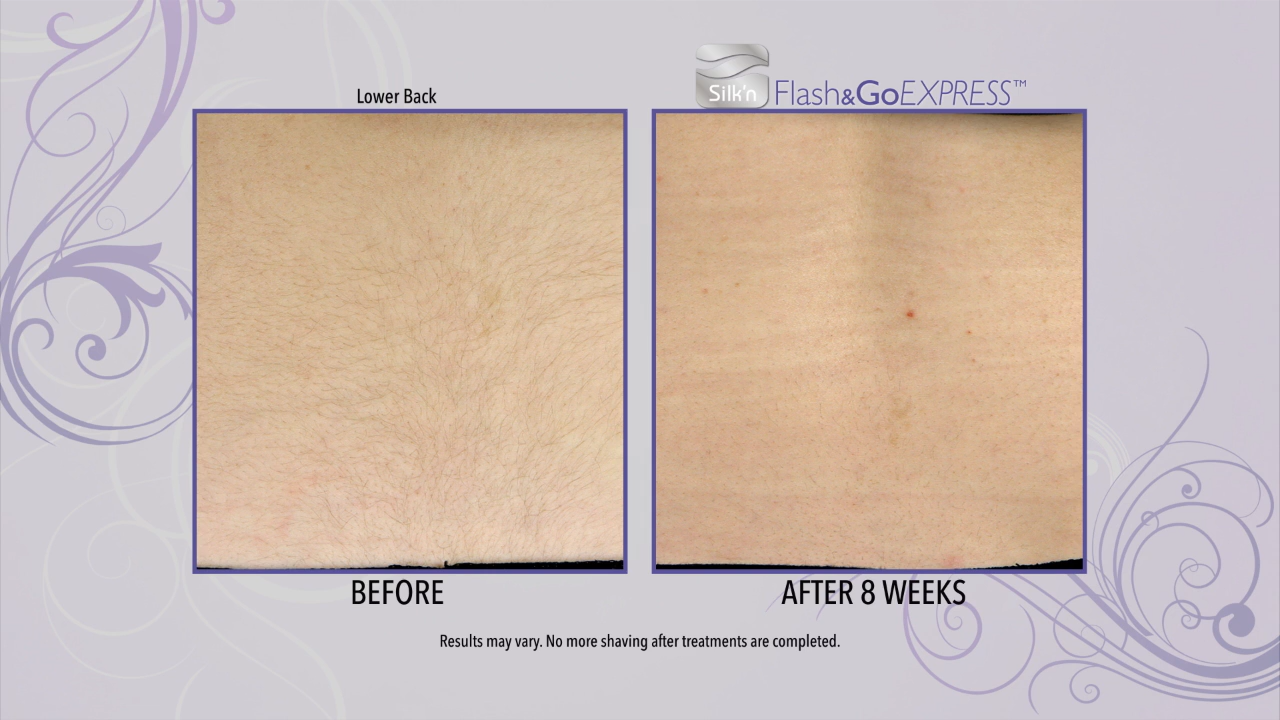 Lower Back
Silk'n
Flash&GoEXPRESS™
BEFORE
AFTER 8 WEEKS
Results may vary. No more shaving after treatments are completed.